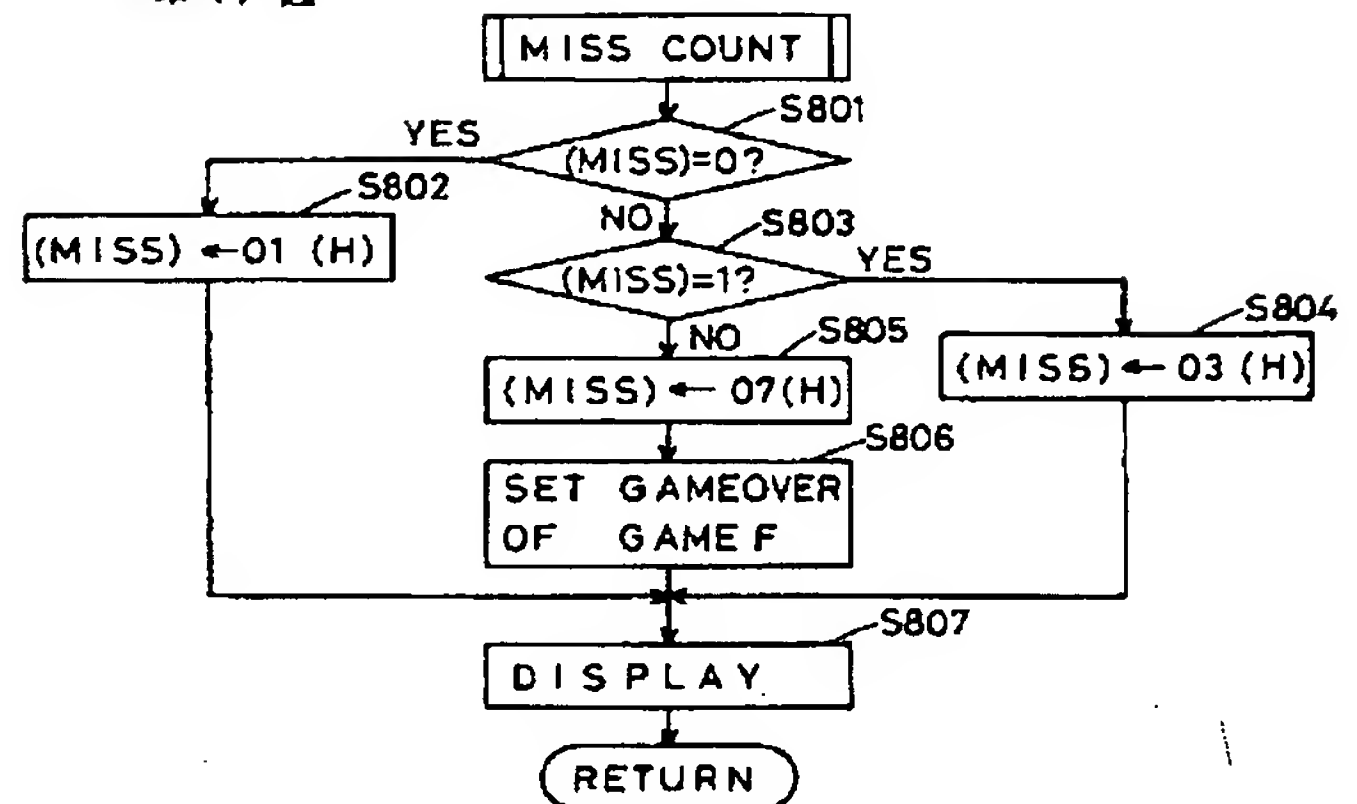 MISS COUNT
S801
YES
(MISS)=0?
S802
NO
S803
(MISS) ←01 (H)
(MISS)=1?
YES
S804
NO
S805
(MISS) ← 03 (H)
(MISS) ← 07(H)
S806
SET GAMEOVER
OF GAME F
S807
DISPLAY
RETURN